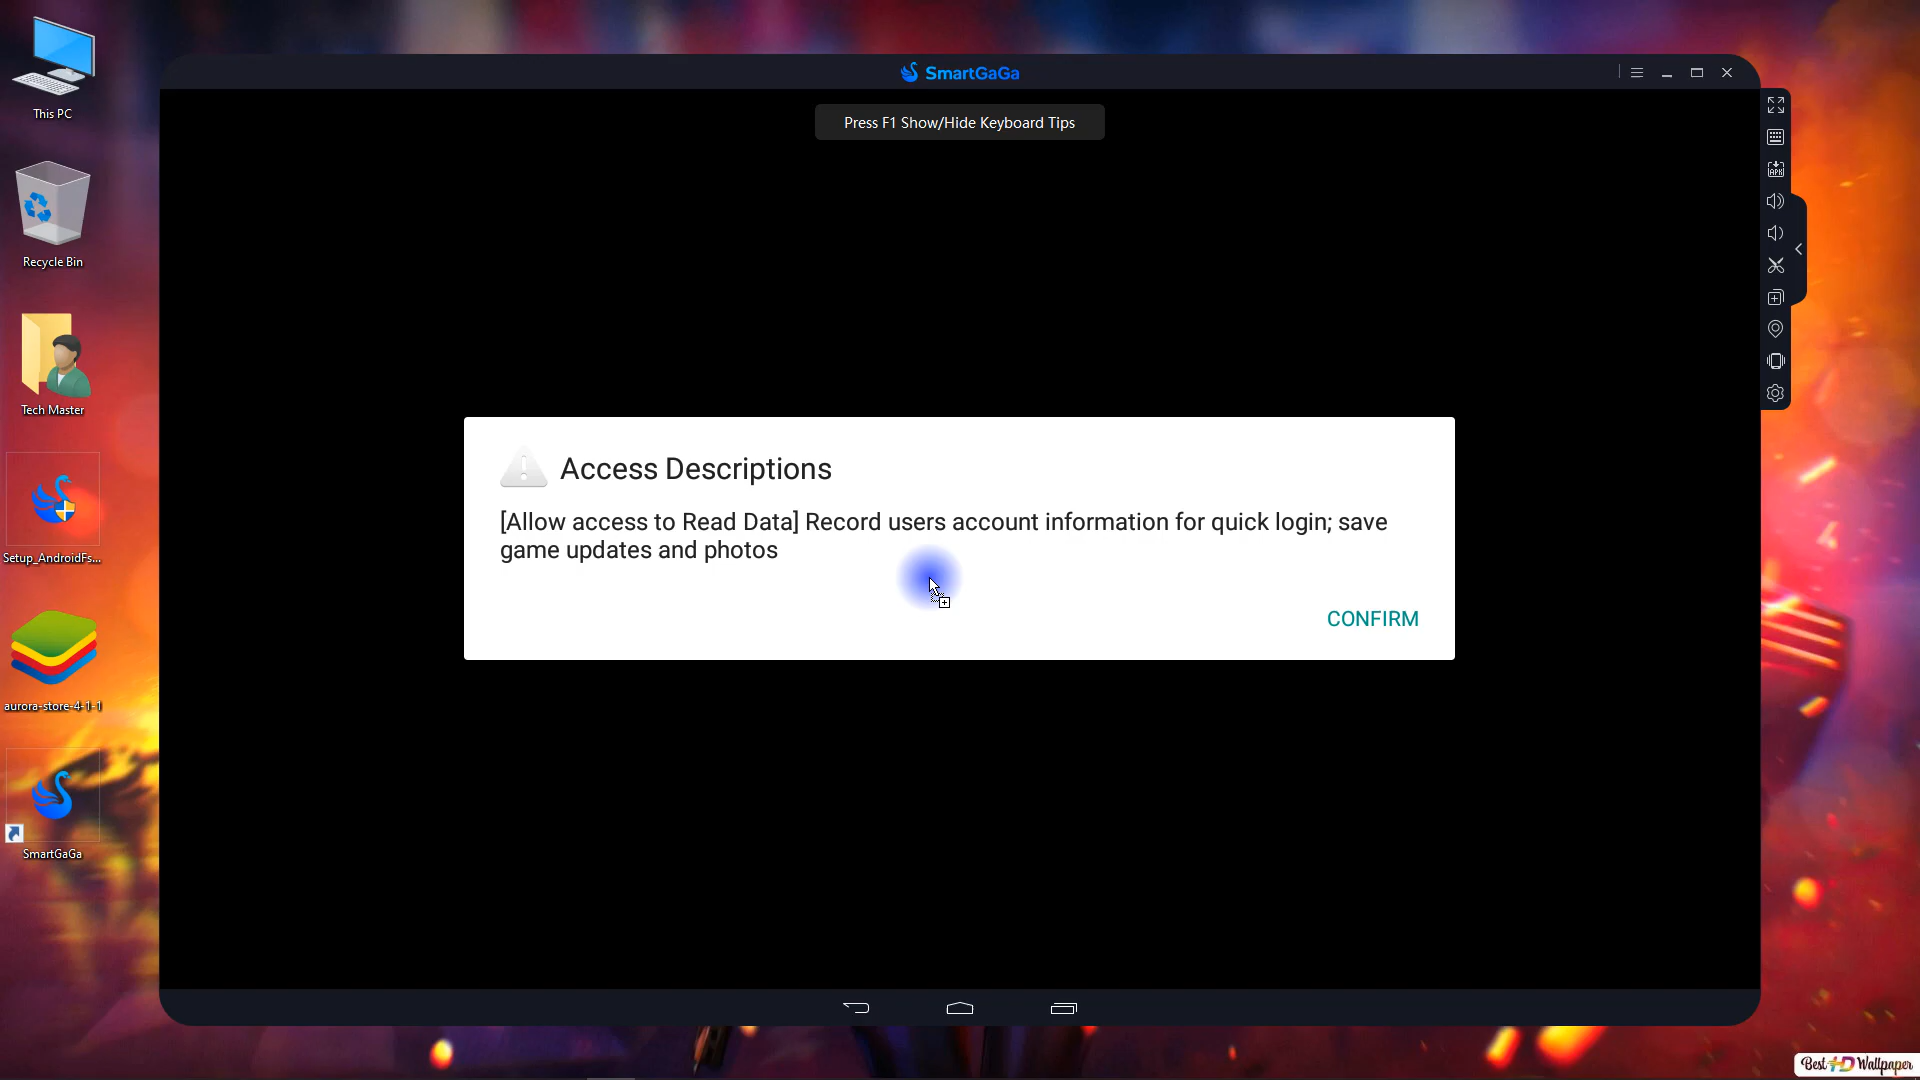 This PC
Recycle Bin
Tech Master
Setup_AndroidFs...
aurora-store-4-1-1
SmartGaGa
SmartGaGa
Press F1 Show/Hide Keyboard Tips
APK
Access Descriptions
[Allow access to Read Data] Record users account information for quick login; save
game updates and photos
CONFIRM
Best HD Wallpaper